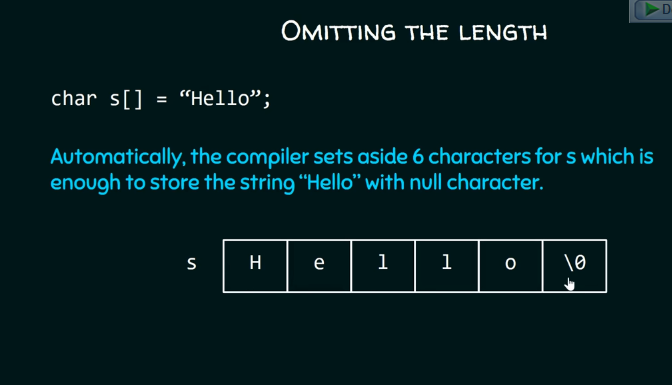 OMITTING THE LENGTH
char s[] = “Hello”;
Automatically, the compiler sets aside 6 characters for s which is
enough to store the string “Hello” with null character.
s H e l l o \0